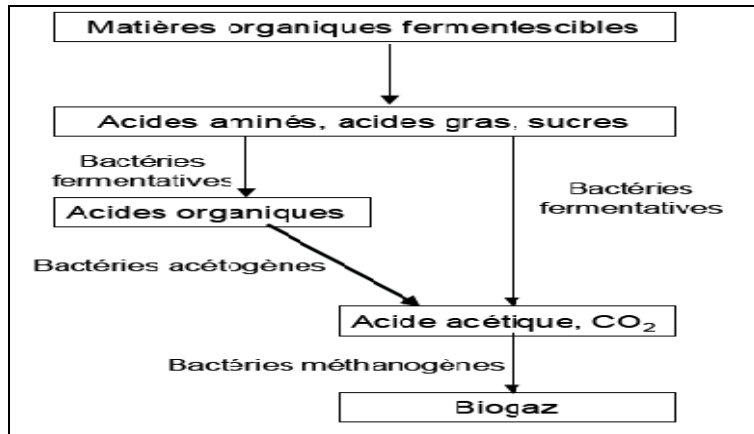 Matières organiques fermentescibles
Acides aminés, acides gras, sucres
Bactéries
fermentatives
Bactéries
fermentatives
Acides organiques
Bactéries acétogènes
Acide acétique, CO₂
Bactéries méthanogènes
Biogaz